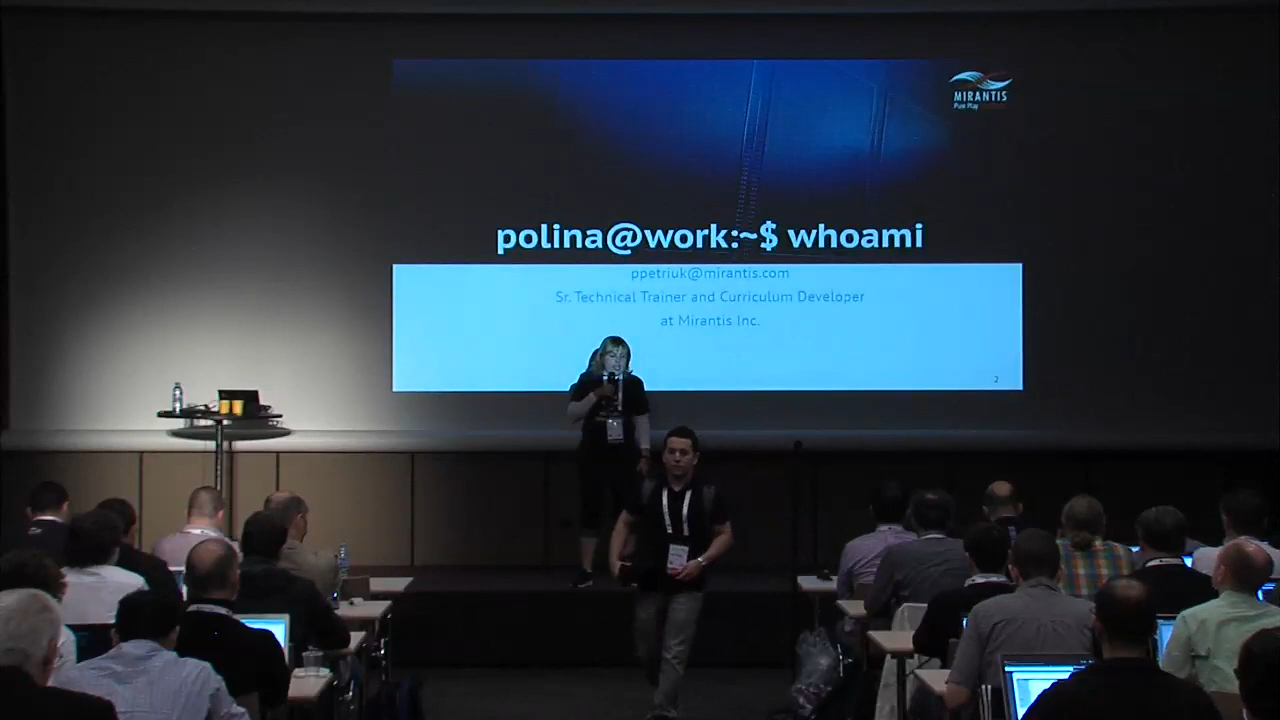 MIRANTIS
Pure Play
polina@work:~$ whoami
ppetriuk@mirantis.com
Sr. Technical Trainer and Curriculum Developer
at Mirantis Inc.
2